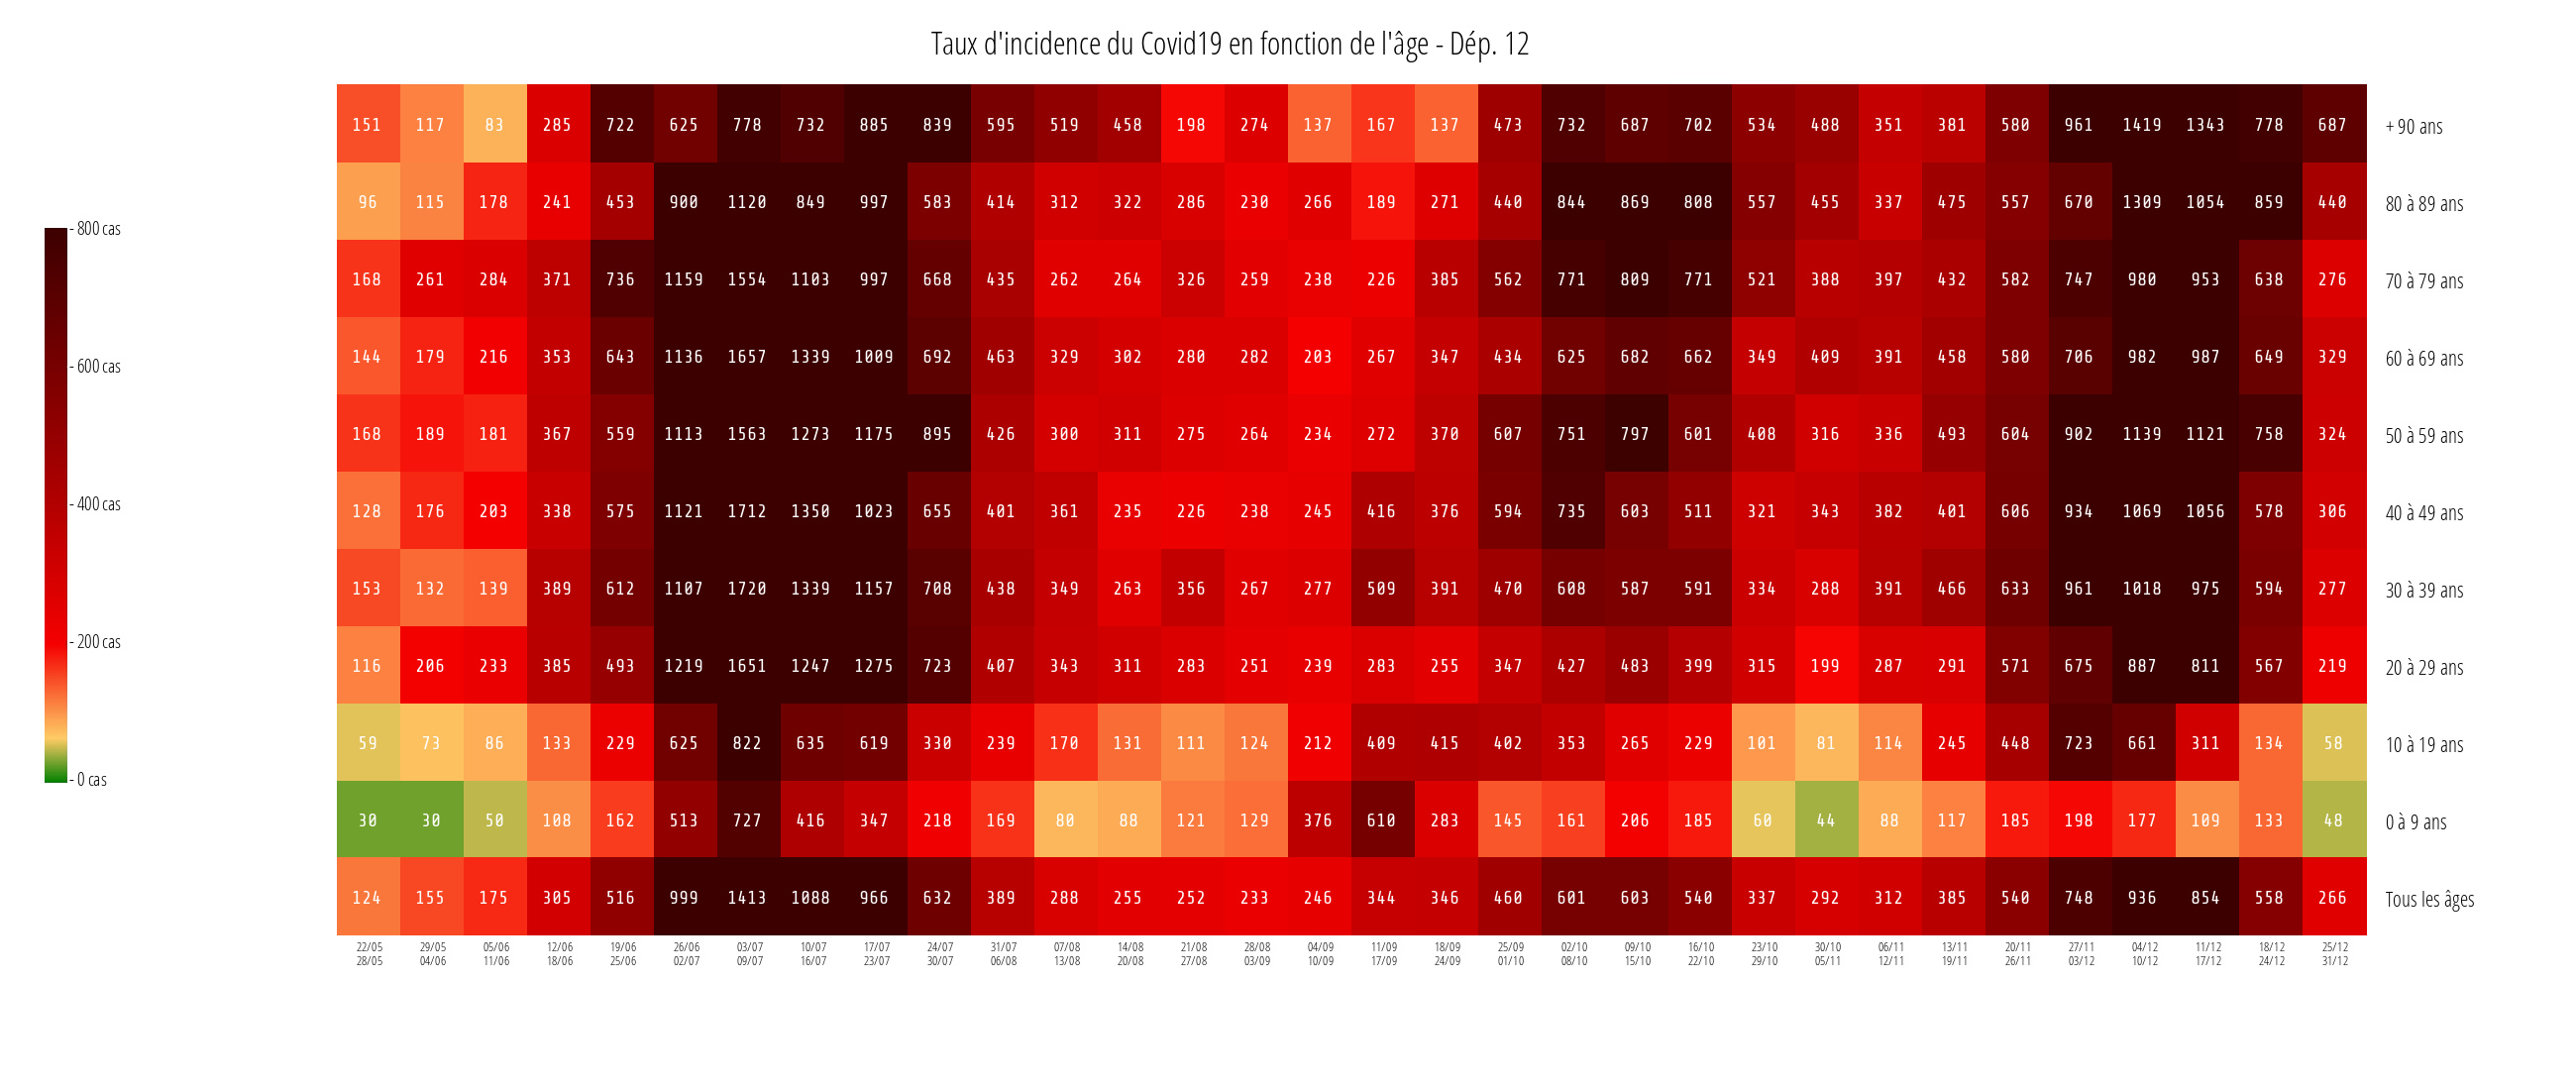 Taux d'incidence du Covid19 en fonction de l'âge - Dép. 12
- 800 cas
- 600 cas
- 400 cas
- 200 cas
- 0 cas
151 117 83 285 722 625 778 732 885 839 595 519 458 198 274 137 167 137 473 732 687 702 534 488 351 381 580 961 1419 1343 778 687 + 90 ans
96 115 178 241 453 900 1120 849 997 583 414 312 322 286 230 266 189 271 440 844 869 808 557 455 337 475 557 670 1309 1054 859 440 80 à 89 ans
168 261 284 371 736 1159 1554 1103 997 668 435 262 264 326 259 238 226 385 562 771 809 771 521 388 397 432 582 747 980 953 638 276 70 à 79 ans
144 179 216 353 643 1136 1657 1339 1009 692 463 329 302 280 282 203 267 347 434 625 682 662 349 409 391 458 580 706 982 987 649 329 60 à 69 ans
168 189 181 367 559 1113 1563 1273 1175 895 426 300 311 275 264 234 272 370 607 751 797 601 408 316 336 493 604 902 1139 1121 758 324 50 à 59 ans
128 176 203 338 575 1121 1712 1350 1023 655 401 361 235 226 238 245 416 376 594 735 603 511 321 343 382 401 606 934 1069 1056 578 306 40 à 49 ans
153 132 139 389 612 1107 1720 1339 1157 708 438 349 263 356 267 277 509 391 470 608 587 591 334 288 391 466 633 961 1018 975 594 277 30 à 39 ans
116 206 233 385 493 1219 1651 1247 1275 723 407 343 311 283 251 239 283 255 347 427 483 399 315 199 287 291 571 675 887 811 567 219 20 à 29 ans
59 73 86 133 229 625 822 635 619 330 239 170 131 111 124 212 409 415 402 353 265 229 101 81 114 245 448 723 661 311 134 58 10 à 19 ans
30 30 50 108 162 513 727 416 347 218 169 80 88 121 129 376 610 283 145 161 206 185 60 44 88 117 185 198 177 109 133 48 0 à 9 ans
124 155 175 305 516 999 1413 1088 966 632 389 288 255 252 233 246 344 346 460 601 603 540 337 292 312 385 540 748 936 854 558 266 Tous les âges
22/05 29/05 05/06 12/06 19/06 26/06 03/07 10/07 17/07 24/07 31/07 07/08 14/08 21/08 28/08 04/09 11/09 18/09 25/09 02/10 09/10 16/10 23/10 30/10 06/11 13/11 20/11 27/11 04/12 11/12 18/12 25/12
28/05 04/06 11/06 18/06 25/06 02/07 09/07 16/07 23/07 30/07 06/08 13/08 20/08 27/08 03/09 10/09 17/09 24/09 01/10 08/10 15/10 22/10 29/10 05/11 12/11 19/11 26/11 03/12 10/12 17/12 24/12 31/12